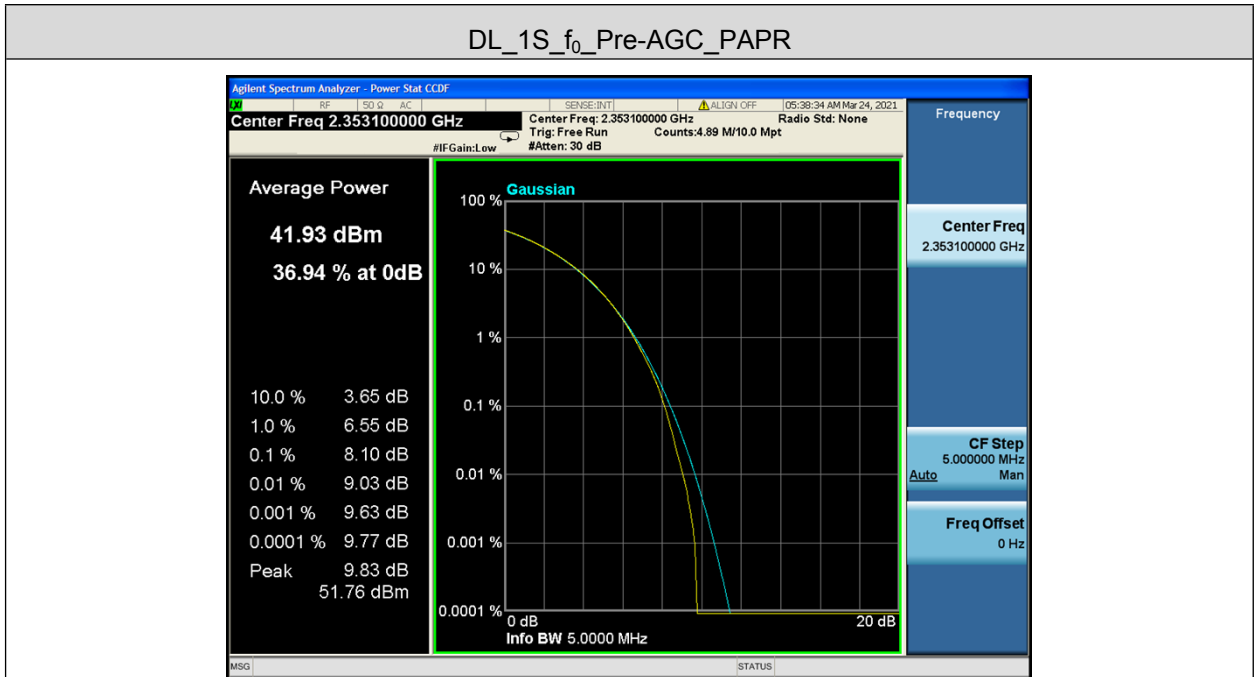 DL_1S_f₀_Pre-AGC_PAPR
Agilent Spectrum Analyzer - Power Stat CCDF
LXI RF 50 Ω AC SENSE:INT ALIGN OFF 05:38:34 AM Mar 24, 2021
Center Freq 2.353100000 GHz
Center Freq: 2.353100000 GHz Radio Std: None
Trig: Free Run Counts:4.89 M/10.0 Mpt
#IFGain:Low #Atten: 30 dB
Frequency
Average Power
41.93 dBm
36.94 % at 0dB
10.0 % 3.65 dB
1.0 % 6.55 dB
0.1 % 8.10 dB
0.01 % 9.03 dB
0.001 % 9.63 dB
0.0001 % 9.77 dB
Peak 9.83 dB
51.76 dBm
Gaussian
100 %
10 %
1 %
0.1 %
0.01 %
0.001 %
0.0001 %
0 dB 20 dB
Info BW 5.0000 MHz
Center Freq
2.353100000 GHz
CF Step
5.000000 MHz
Auto Man
Freq Offset
0 Hz
MSG STATUS